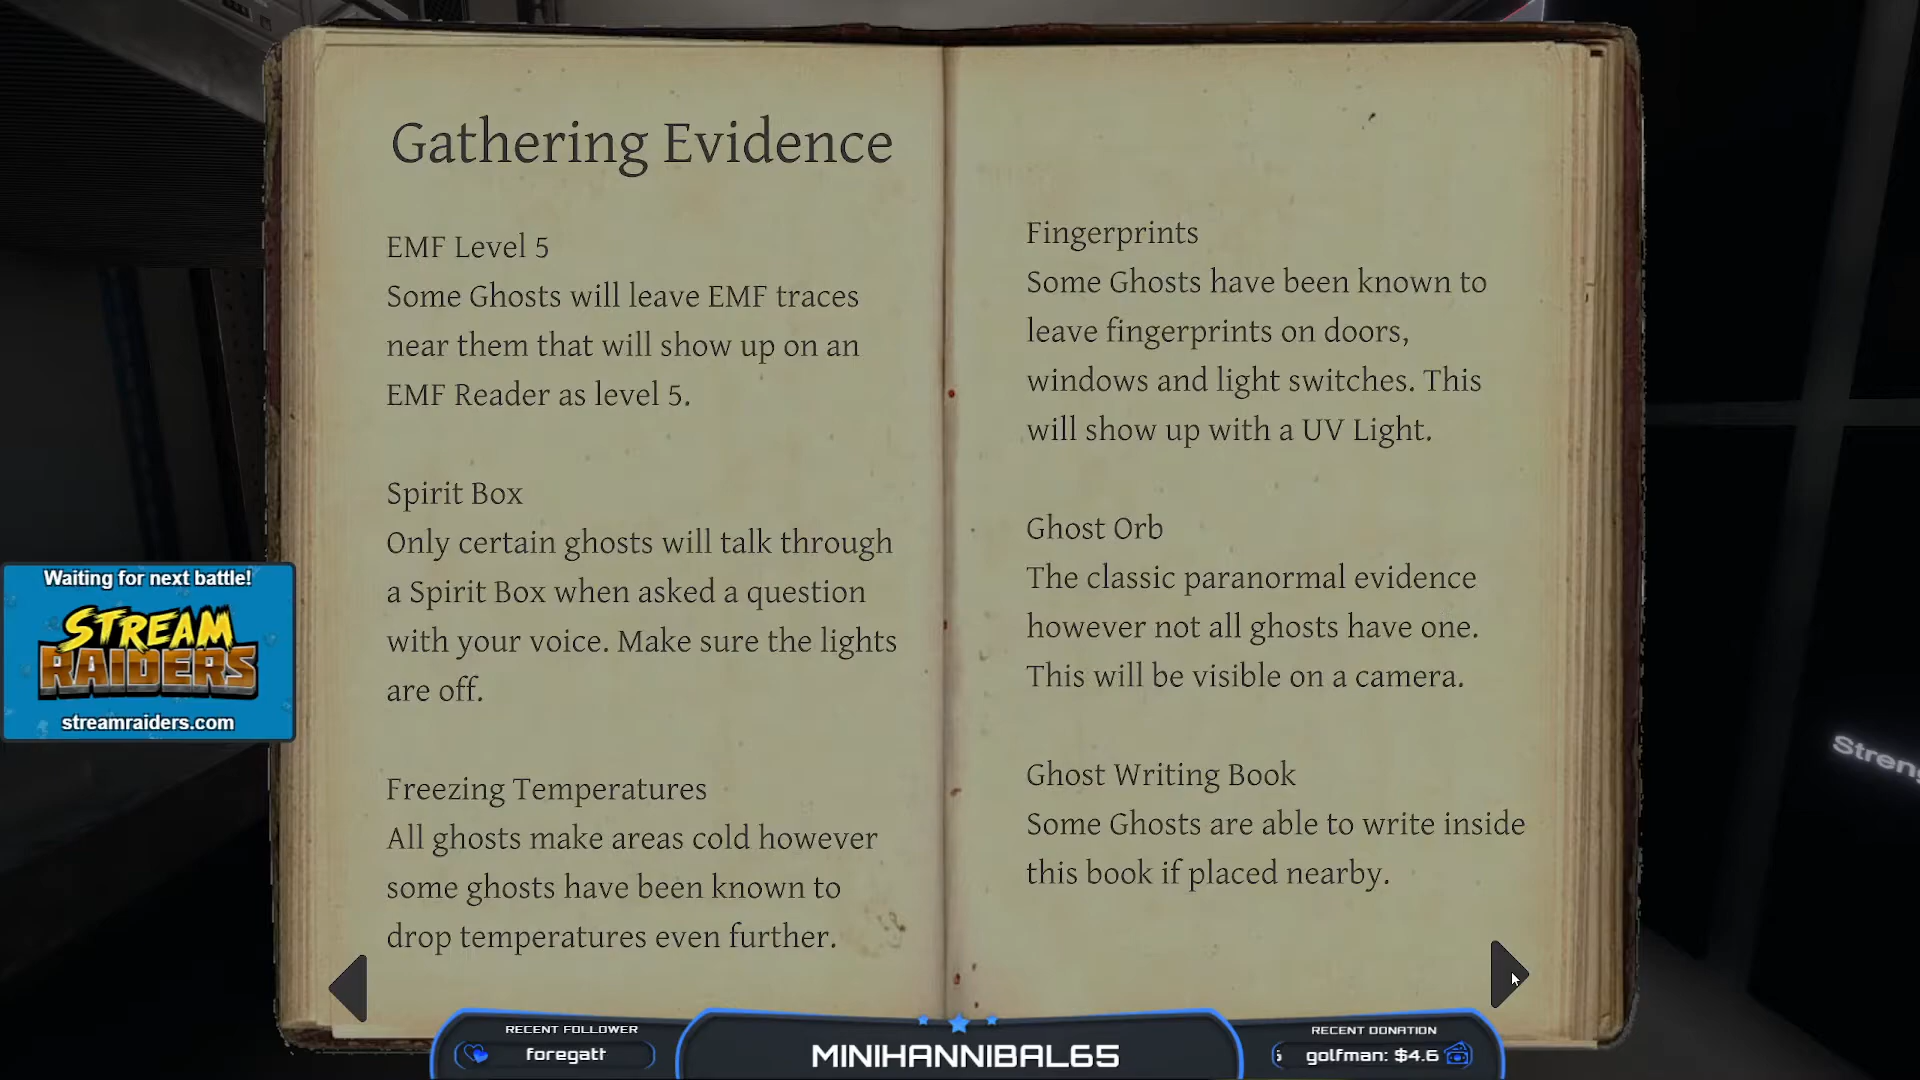 Gathering Evidence
EMF Level 5
Some Ghosts will leave EMF traces
near them that will show up on an
EMF Reader as level 5.
Spirit Box
Only certain ghosts will talk through
a Spirit Box when asked a question
with your voice. Make sure the lights
are off.
Freezing Temperatures
All ghosts make areas cold however
some ghosts have been known to
drop temperatures even further.
Fingerprints
Some Ghosts have been known to
leave fingerprints on doors,
windows and light switches. This
will show up with a UV Light.
Ghost Orb
The classic paranormal evidence
however not all ghosts have one.
This will be visible on a camera.
Ghost Writing Book
Some Ghosts are able to write inside
this book if placed nearby.
Waiting for next battle!
STREAM
RAIDERS
streamraiders.com
Streng
RECENT FOLLOWER
foregatt
MINIHANNIBAL65
RECENT DONATION
golfman: $4.6